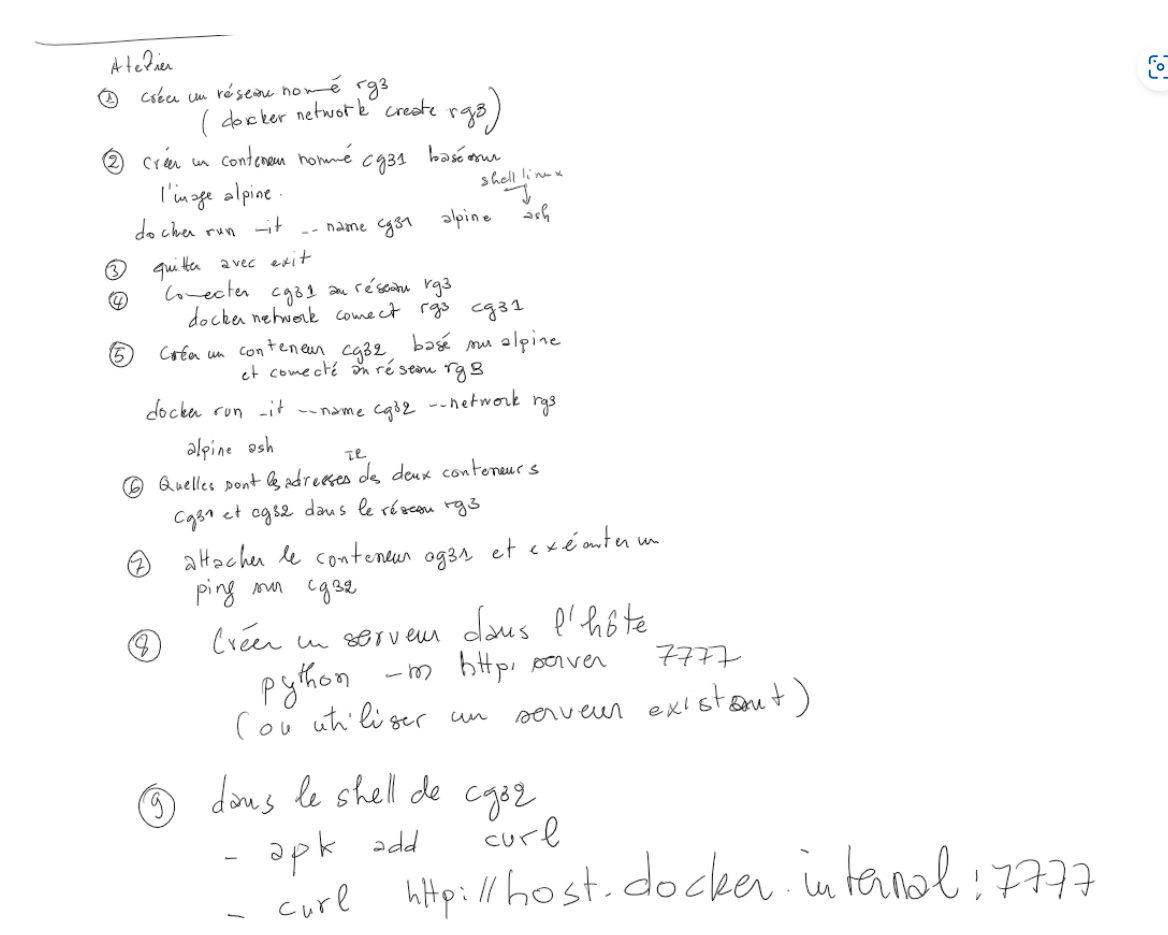 Atelier
① créer un réseau nomé rg3
( docker network create rg3)
② créer un conteneur nommé cg31 basé sur
l'image alpine.
shell linux
docker run -it -- name cg31 alpine ash
③ quitter avec exit
④ Conecter cg31 au réseau rg3
docker network connect rg3 cg31
⑤ Créer un conteneur cg32 basé sur alpine
et connecté au réseau rg3
docker run -it --name cg32 --network rg3
alpine ash
IP
⑥ Quelles sont les adresses des deux conteneurs
cg31 et cg32 dans le réseau rg3
⑦ attacher le conteneur cg31 et exécuter un
ping sur cg32
⑧ Créer un serveur dans l'hôte
python -m http.server 7777
(ou utiliser un serveur existant)
⑨ dans le shell de cg32
- apk add curl
- curl http://host.docker.internal:7777